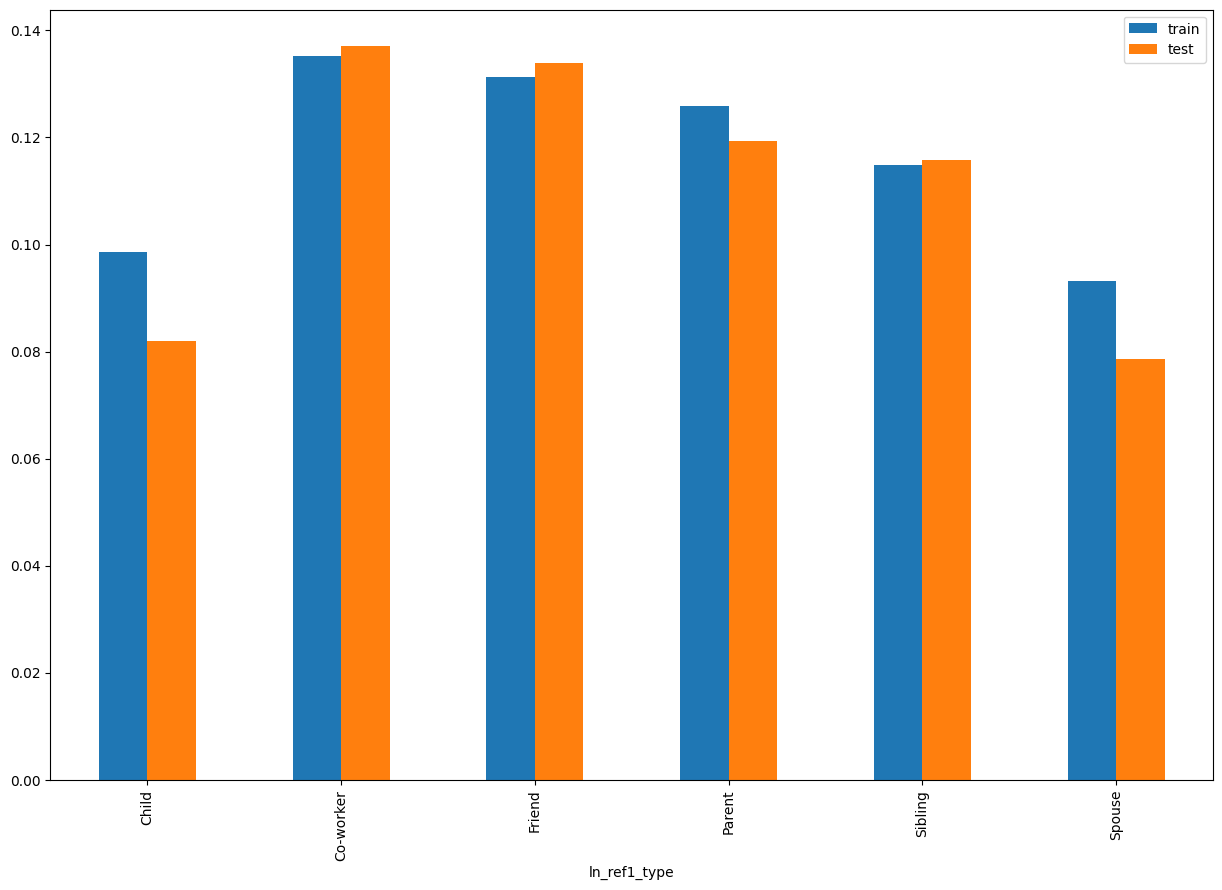 train
test
0.14
0.12
0.10
0.08
0.06
0.04
0.02
0.00
Child
Co-worker
Friend
Parent
Sibling
Spouse
ln_ref1_type